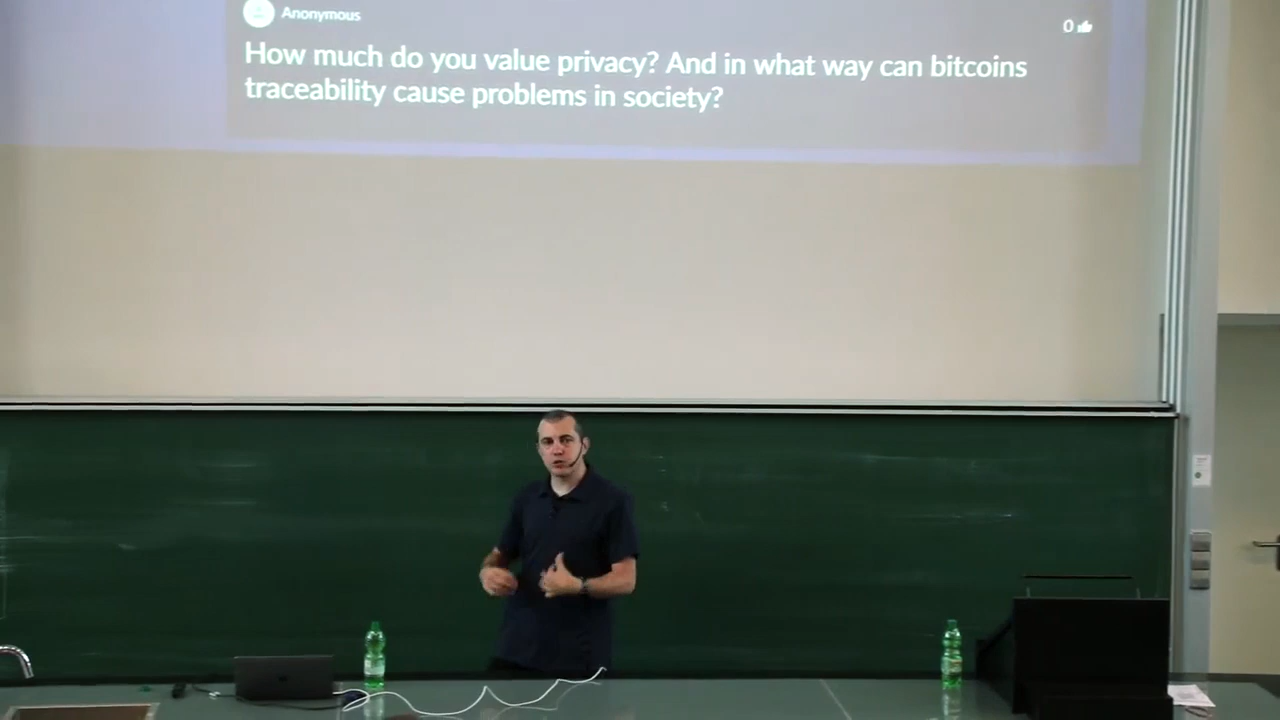 Anonymous
0
How much do you value privacy? And in what way can bitcoins
traceability cause problems in society?